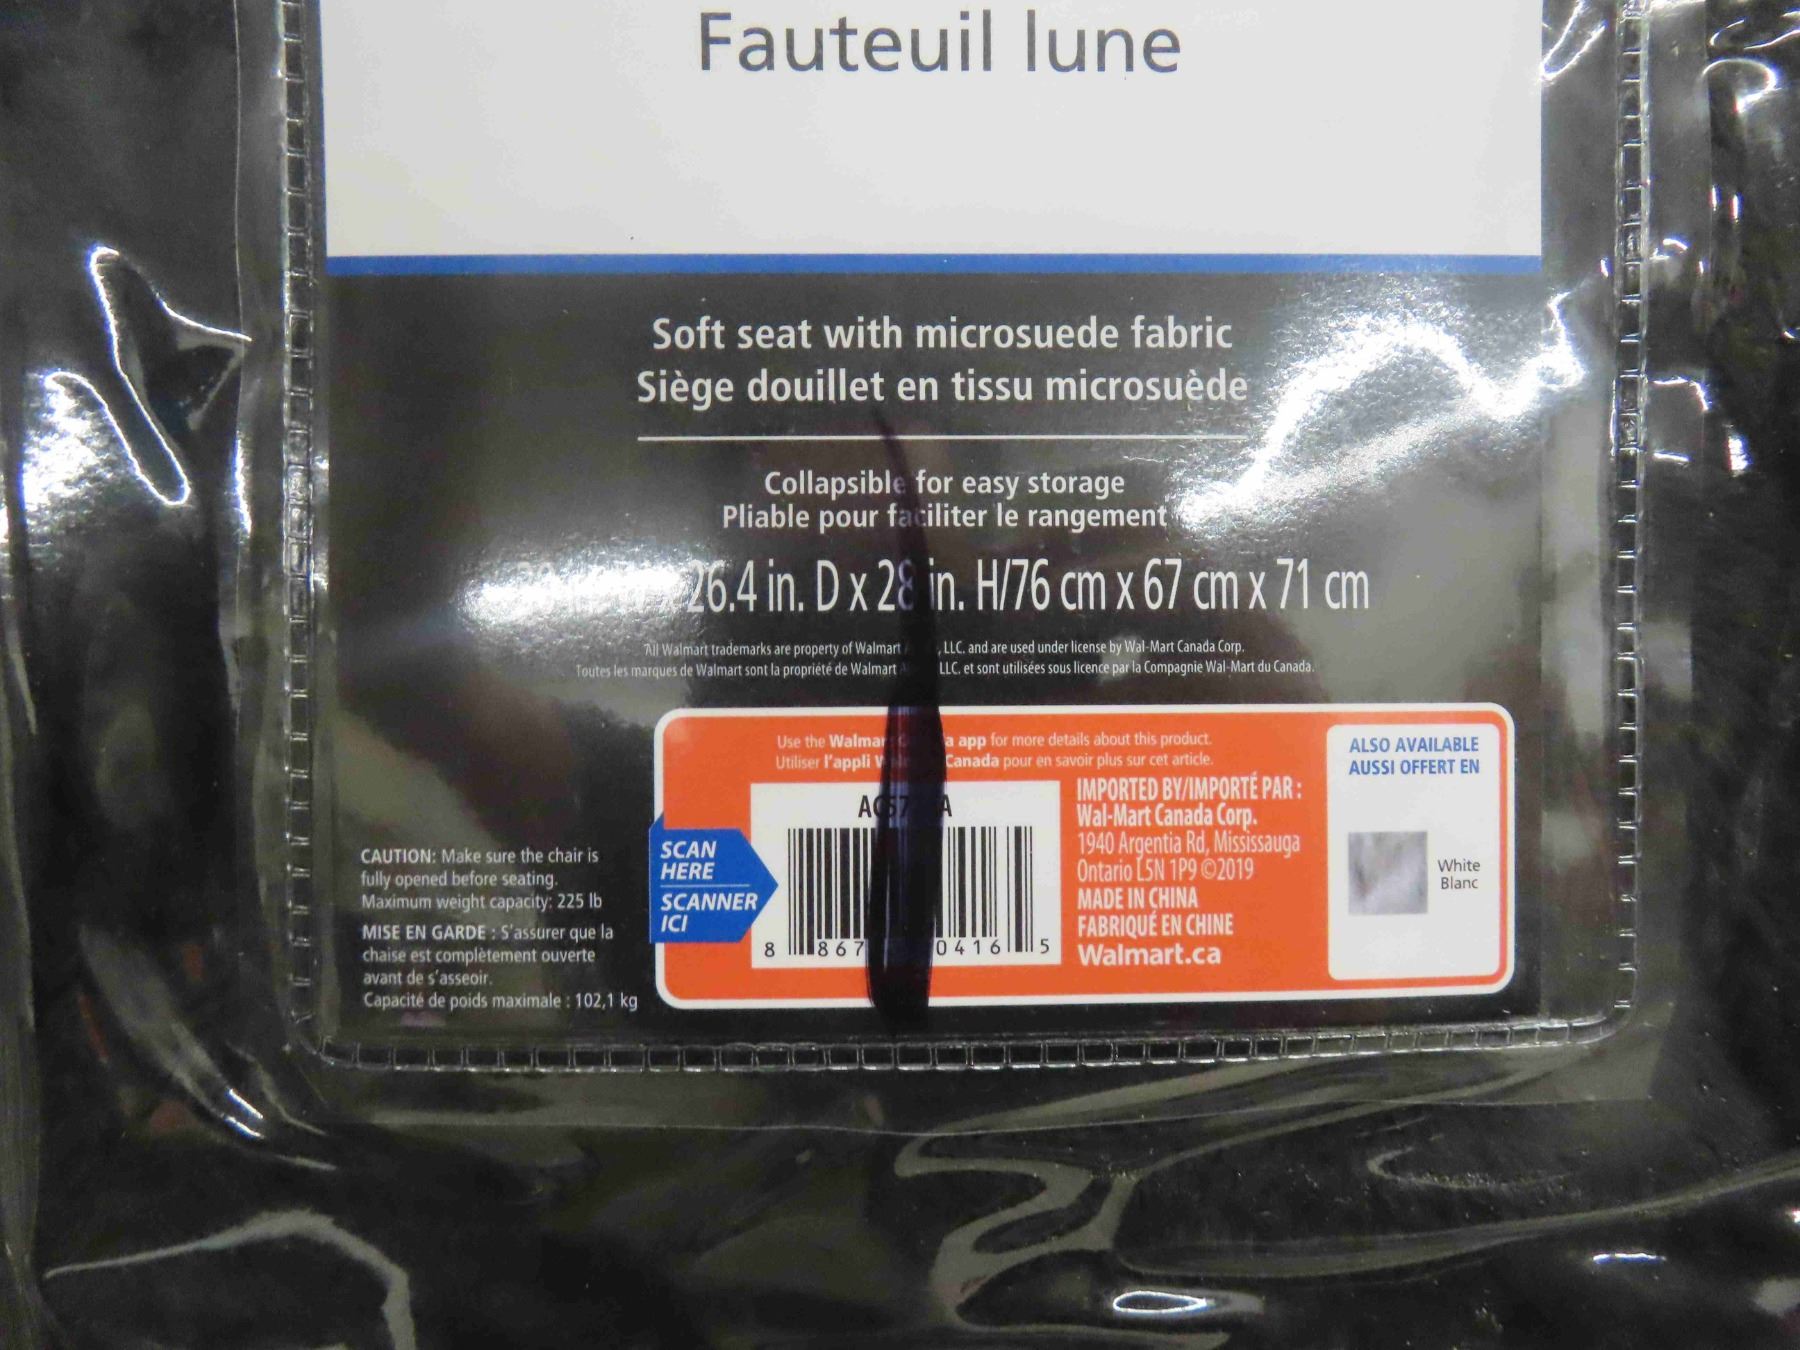 Fauteuil lune
Soft seat with microsuede fabric
Siège douillet en tissu microsuède
Collapsible for easy storage
Pliable pour faciliter le rangement
26.4 in. D x 28 in. H/76 cm x 67 cm x 71 cm
All Walmart trademarks are property of Walmart , LLC. and are used under license by Wal-Mart Canada Corp.
Toutes les marques de Walmart sont la propriété de Walmart LLC. et sont utilisées sous licence par la Compagnie Wal-Mart du Canada.
Use the app for more details about this product.
Utiliser l'appli Canada pour en savoir plus sur cet article.
SCAN
HERE
SCANNER
ICI
8 867 0416 5
IMPORTED BY/IMPORTÉ PAR :
Wal-Mart Canada Corp.
1940 Argentia Rd, Mississauga
Ontario L5N 1P9 ©2019
MADE IN CHINA
FABRIQUÉ EN CHINE
Walmart.ca
ALSO AVAILABLE
AUSSI OFFERT EN
White
Blanc
CAUTION: Make sure the chair is
fully opened before seating.
Maximum weight capacity: 225 lb
MISE EN GARDE : S'assurer que la
chaise est complètement ouverte
avant de s'asseoir.
Capacité de poids maximale : 102,1 kg